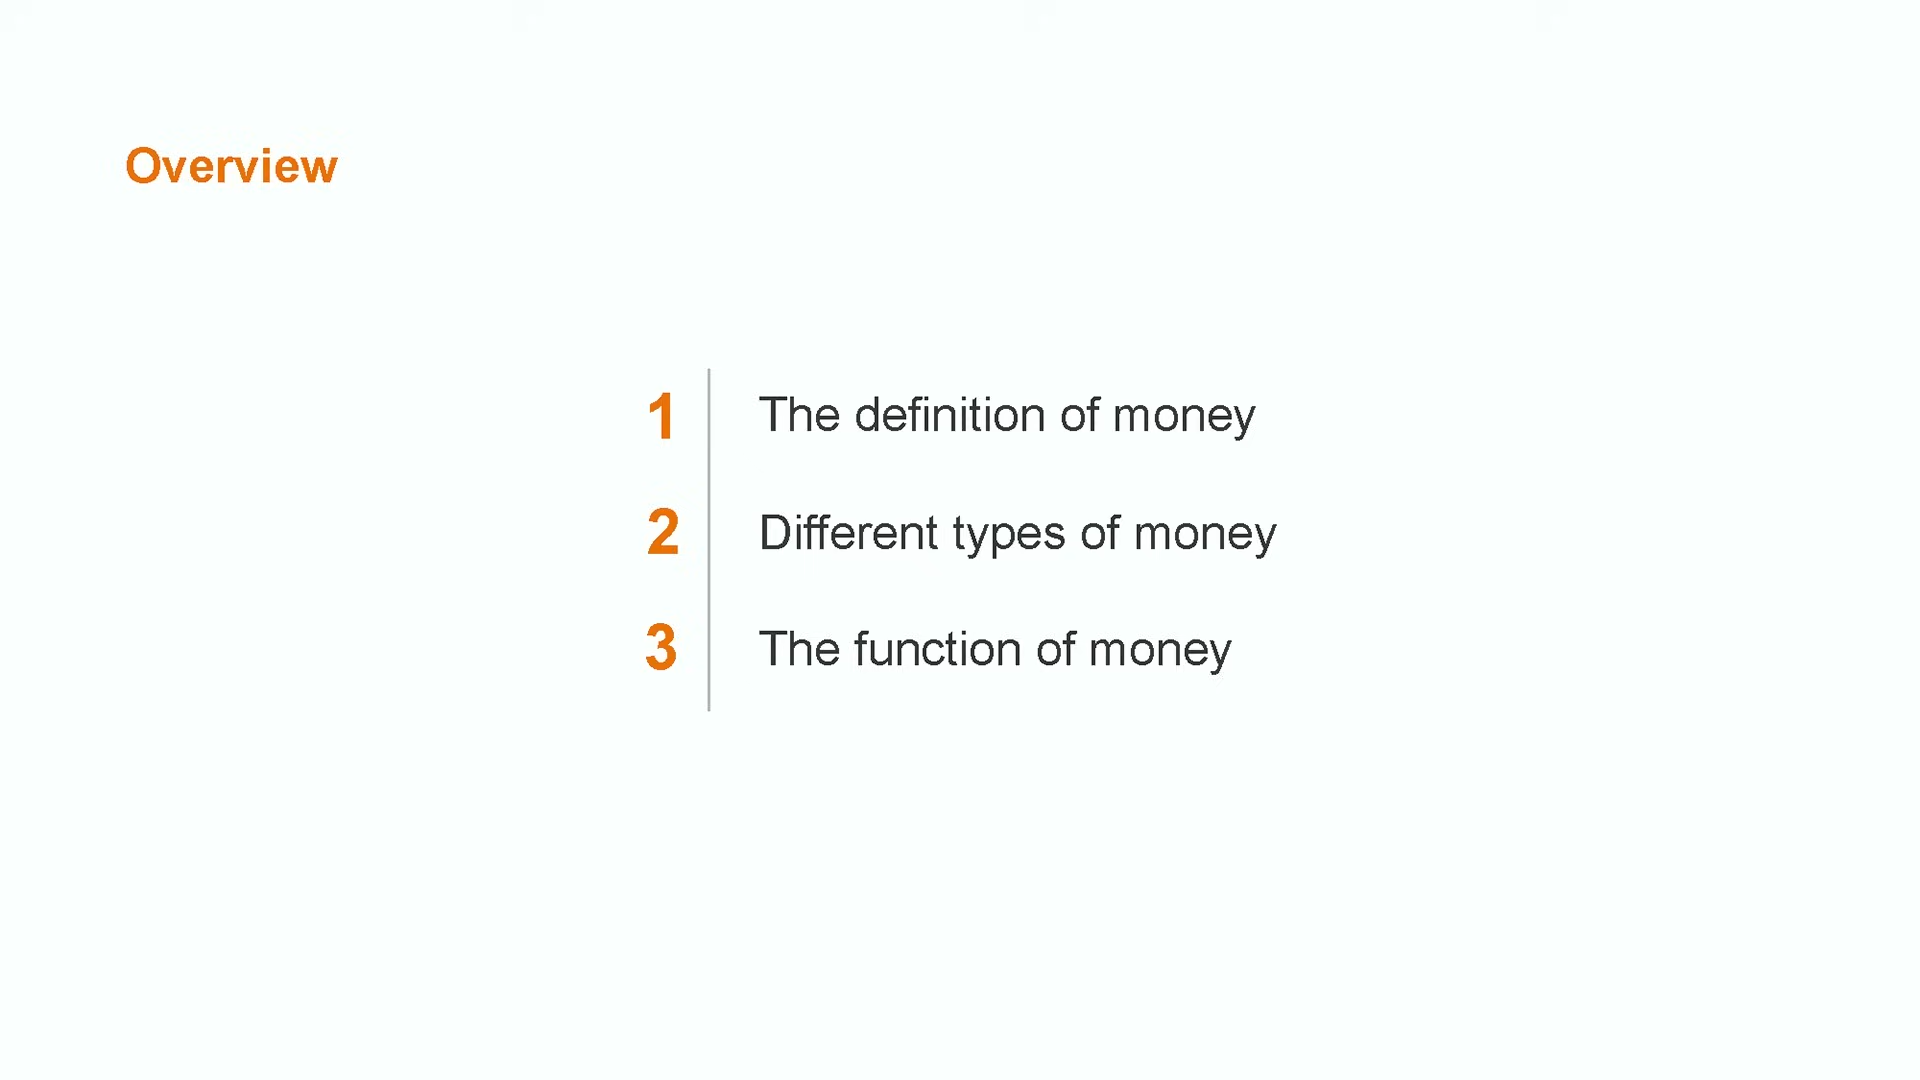 Overview
1 The definition of money
2 Different types of money
3 The function of money